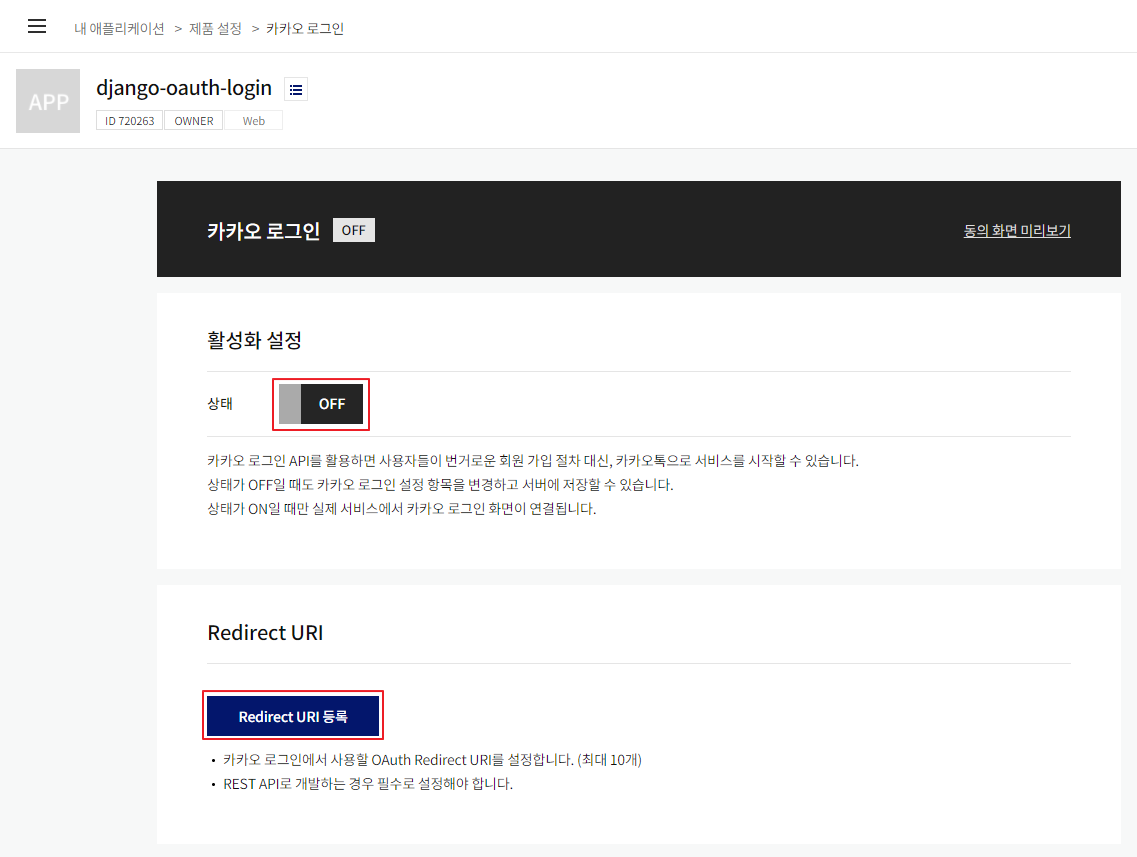 내 애플리케이션 > 제품 설정 > 카카오 로그인
APP
django-oauth-login
ID 720263 OWNER Web
카카오 로그인 OFF 동의 화면 미리보기
활성화 설정
상태 OFF
카카오 로그인 API를 활용하면 사용자들이 번거로운 회원 가입 절차 대신, 카카오톡으로 서비스를 시작할 수 있습니다.
상태가 OFF일 때도 카카오 로그인 설정 항목을 변경하고 서버에 저장할 수 있습니다.
상태가 ON일 때만 실제 서비스에서 카카오 로그인 화면이 연결됩니다.
Redirect URI
Redirect URI 등록
• 카카오 로그인에서 사용할 OAuth Redirect URI를 설정합니다. (최대 10개)
• REST API로 개발하는 경우 필수로 설정해야 합니다.